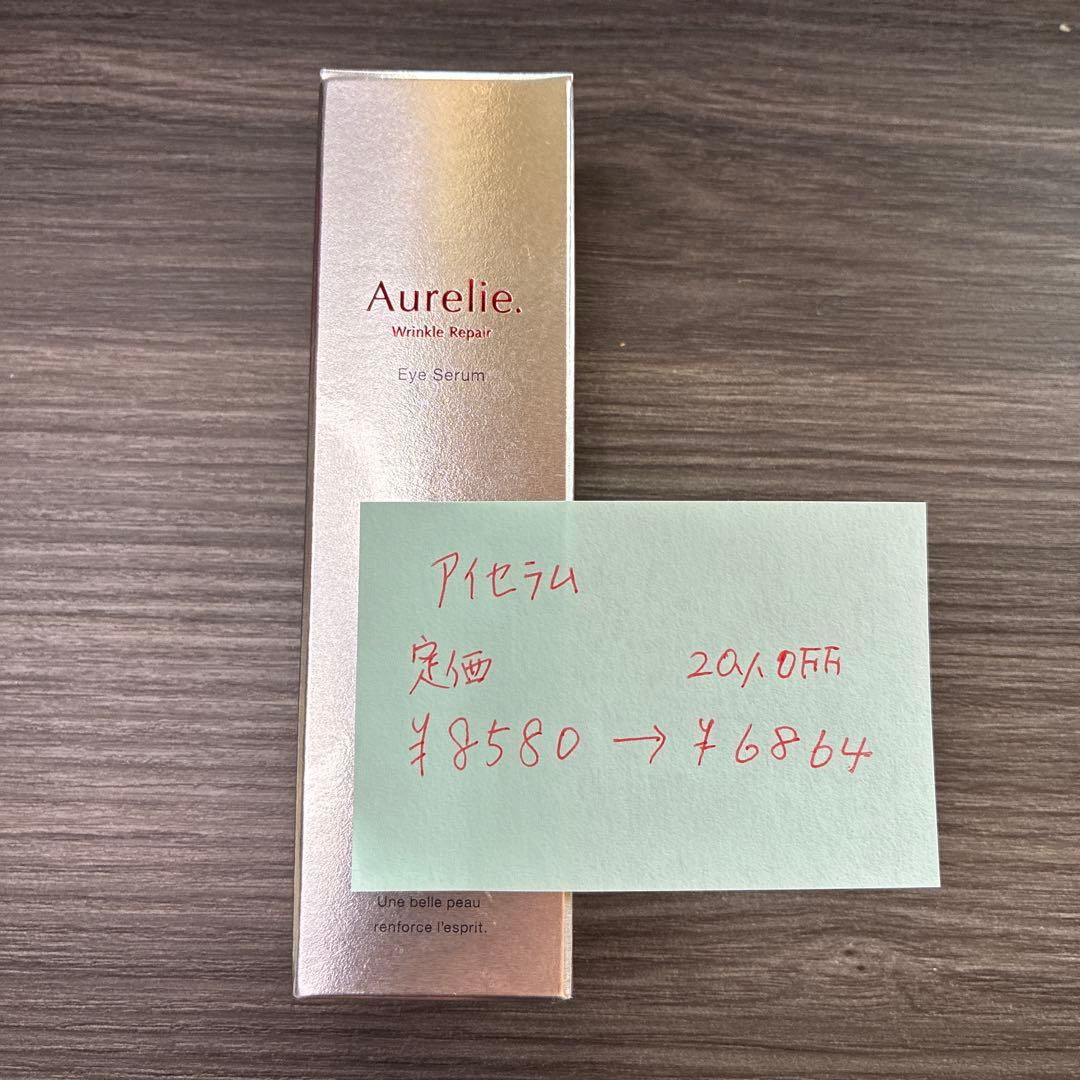 Aurelie.
Wrinkle Repair
Eye Serum
アイセラム
定価 20% OFF
¥8580 → ¥6864
Une belle peau
renforce l'esprit.